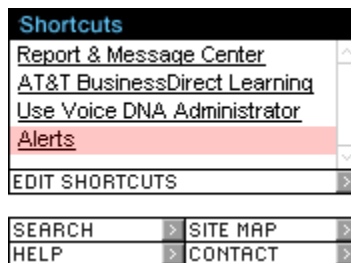 Shortcuts
Report & Message Center
AT&T BusinessDirect Learning
Use Voice DNA Administrator
Alerts
EDIT SHORTCUTS
SEARCH SITE MAP
HELP CONTACT